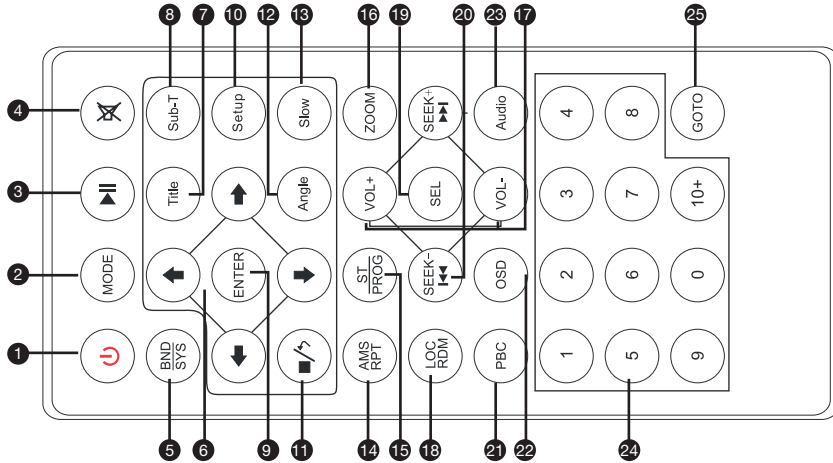 8 7 10 12 13 16 19 20 23 17 25
4
3
2
1
MODE
BND
SYS
Title
Sub-T
ENTER
Setup
Angle
Slow
AMS
RPT
ST
PROG
VOL+
ZOOM
LOC
RDM
SEEK-
SEL
SEEK+
PBC
OSD
VOL-
Audio
1 2 3 4
5 6 7 8
9 0 10+ GOTO
5 6 9 11 14 15 18 21 22 24